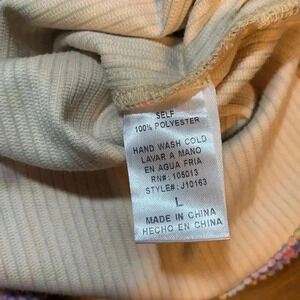 SELF
100% POLYESTER
HAND WASH COLD
LAVAR A MANO
EN AGUA FRIA
RN#: 105013
STYLE#: J10163
L
MADE IN CHINA
HECHO EN CHINA